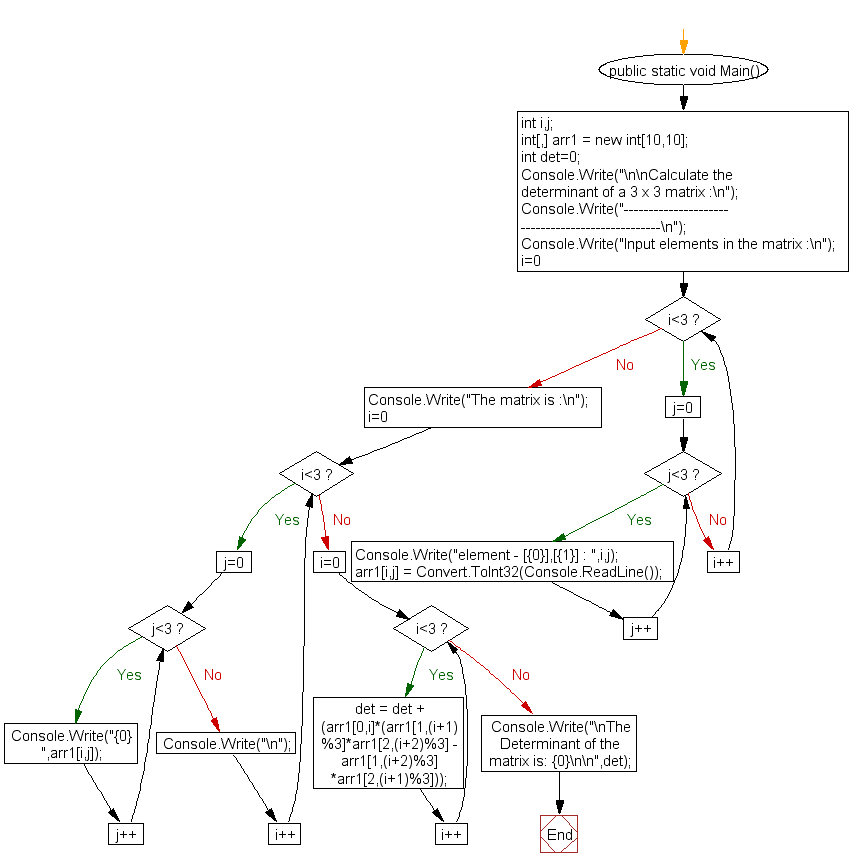 public static void Main()
int i,j;
int[,] arr1 = new int[10,10];
int det=0;
Console.Write("\n\nCalculate the
determinant of a 3 x 3 matrix :\n");
Console.Write("---------------------
----------------------------\n");
Console.Write("Input elements in the matrix :\n");
i=0
i<3 ?
No
Yes
Console.Write("The matrix is :\n");
i=0
j=0
i<3 ?
j<3 ?
Yes
No
Yes
No
j=0
i=0
Console.Write("element - [{0}],[{1}] : ",i,j);
arr1[i,j] = Convert.ToInt32(Console.ReadLine());
i++
j<3 ?
i<3 ?
j++
Yes
No
Yes
No
Console.Write("{0}
",arr1[i,j]);
Console.Write("\n");
det = det +
(arr1[0,i]*(arr1[1,(i+1)
%3]*arr1[2,(i+2)%3] -
arr1[1,(i+2)%3]
*arr1[2,(i+1)%3]));
Console.Write("\nThe
Determinant of the
matrix is: {0}\n\n",det);
j++
i++
i++
End